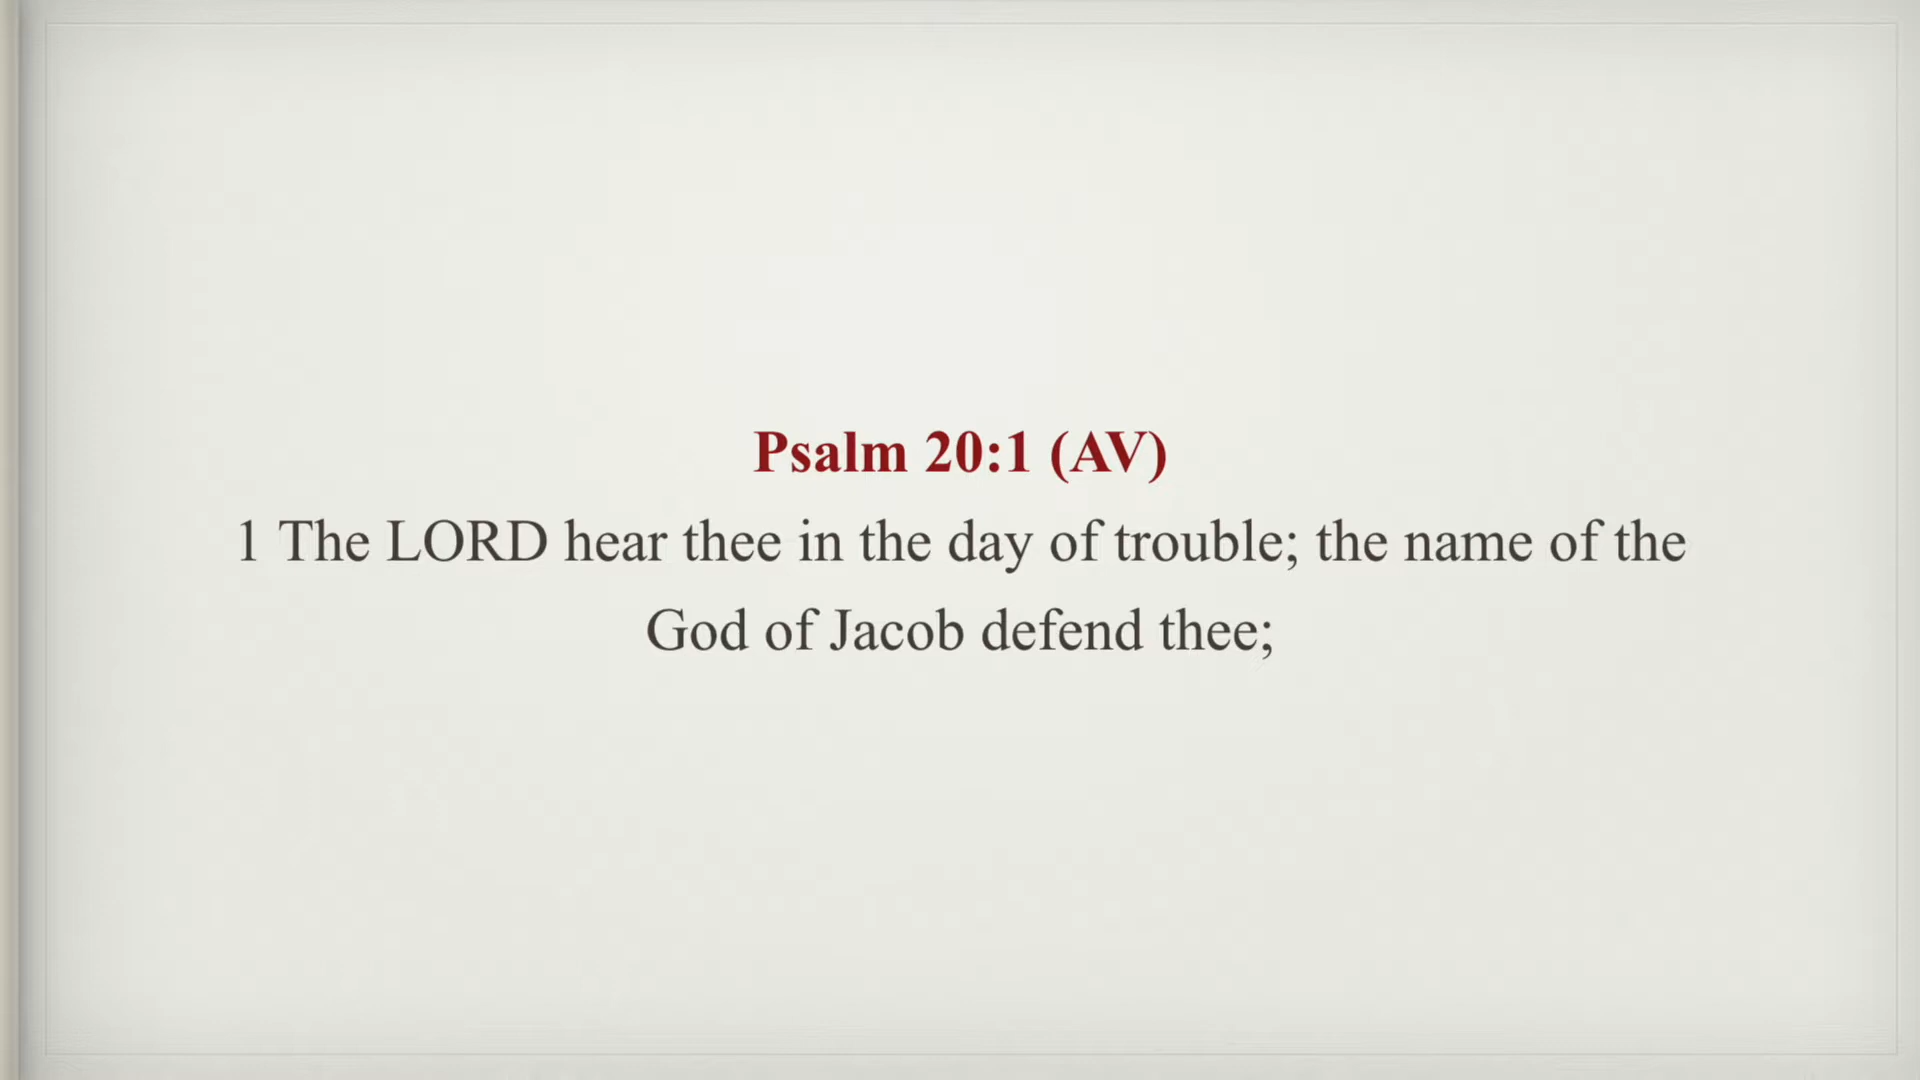 Psalm 20:1 (AV)
1 The LORD hear thee in the day of trouble; the name of the
God of Jacob defend thee;